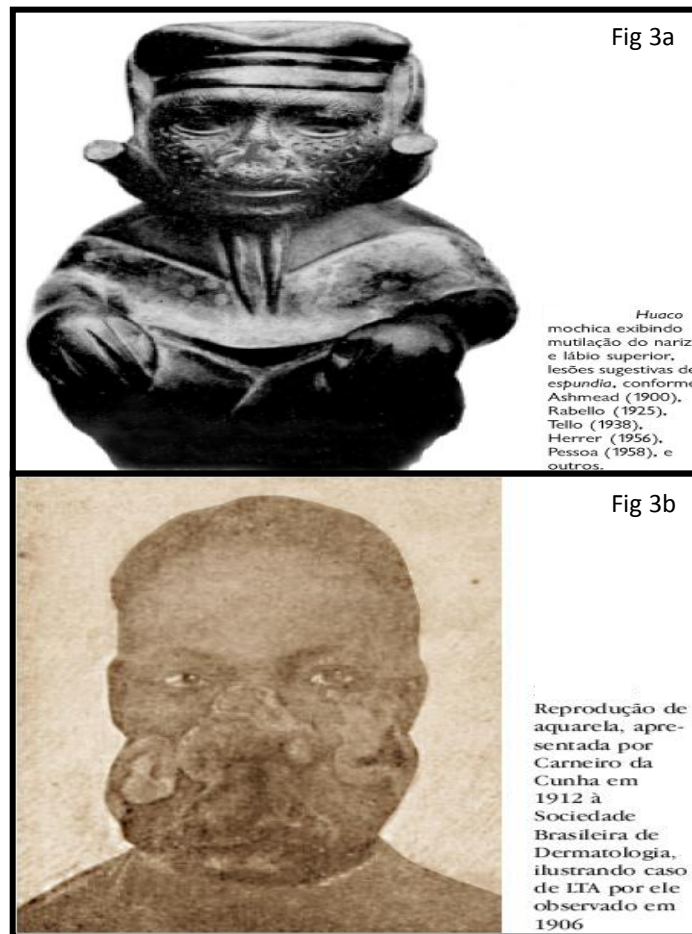 Fig 3a
Huaco
mochica exibindo
mutilação do nariz
e lábio superior,
lesões sugestivas de
espundia, conforme
Ashmead (1900),
Rabello (1925),
Tello (1938),
Herrer (1956),
Pessoa (1958), e
outros.
Fig 3b
Reprodução de
aquarela, apre-
sentada por
Carneiro da
Cunha em
1912 à
Sociedade
Brasileira de
Dermatologia,
ilustrando caso
de LTA por ele
observado em
1906